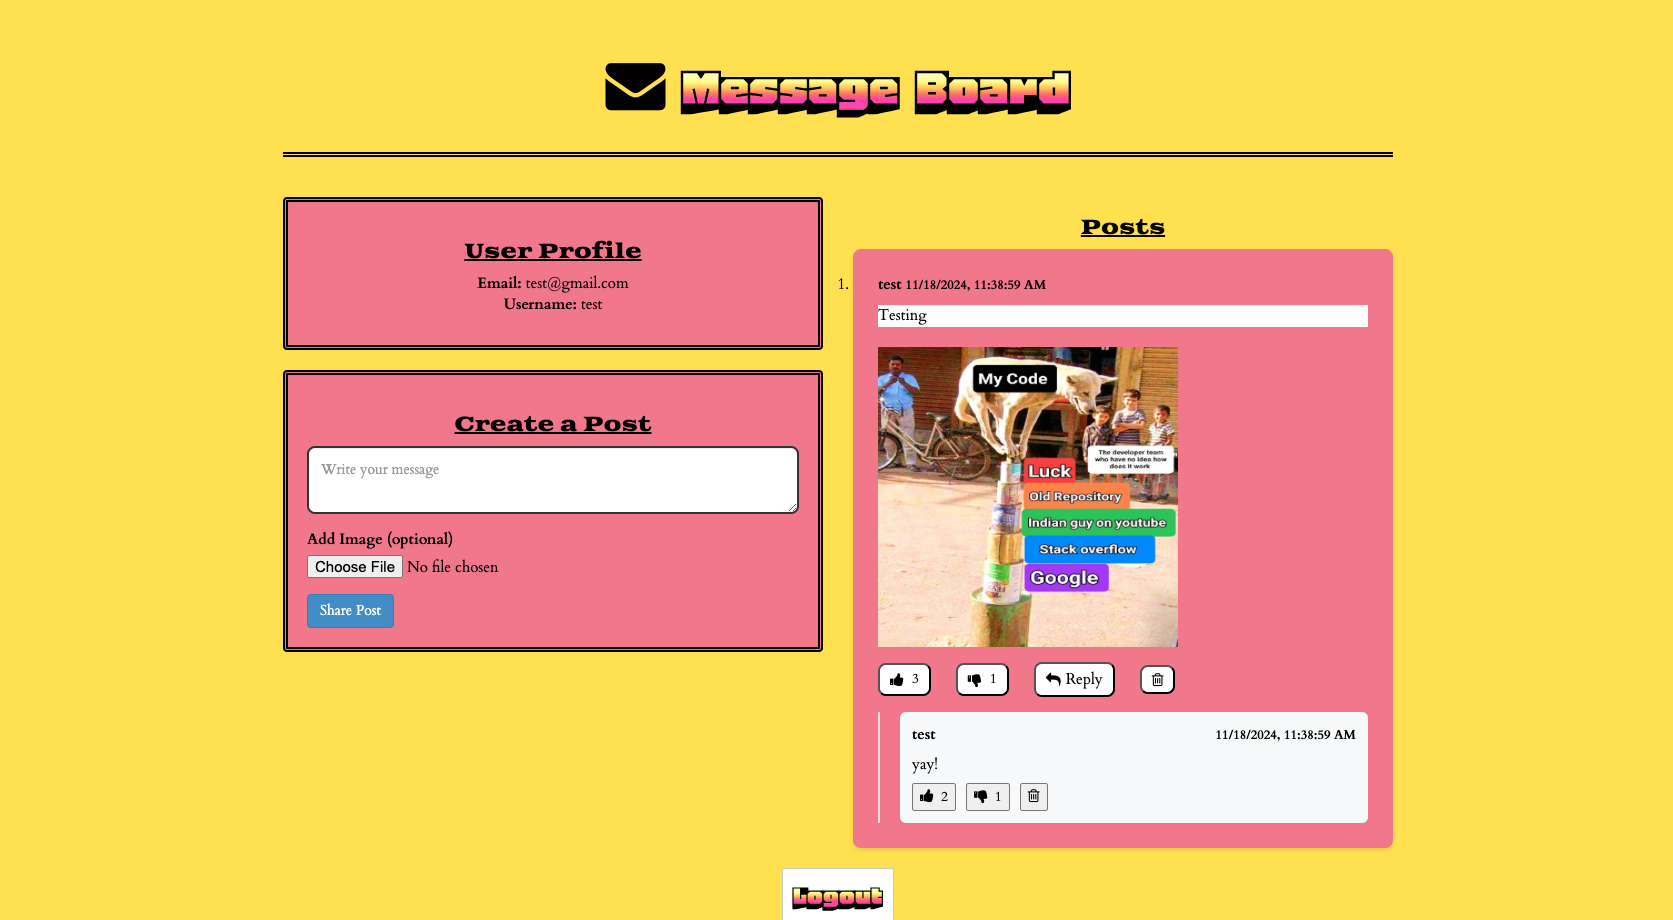 Message Board
User Profile
Email: test@gmail.com
Username: test
Create a Post
Write your message
Add Image (optional)
Choose File No file chosen
Share Post
Posts
1.
test 11/18/2024, 11:38:59 AM
Testing
My Code
The developer team
who have no idea how
does it work
Luck
Old Repository
Indian guy on youtube
Stack overflow
Google
3 1 Reply
test 11/18/2024, 11:38:59 AM
yay!
2 1
Logout